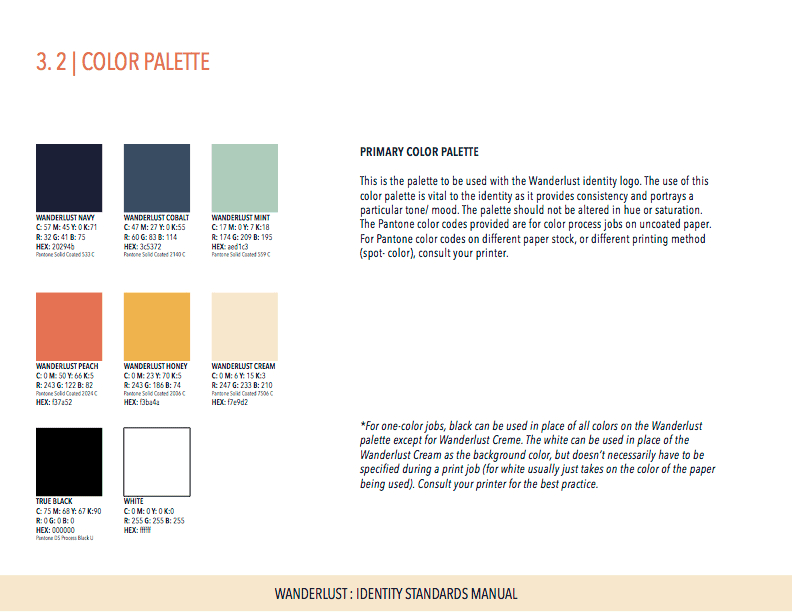 3. 2 | COLOR PALETTE
WANDERLUST NAVY
C: 57 M: 45 Y: 0 K:71
R: 32 G: 41 B: 75
HEX: 20294b
Pantone Solid Coated 533 C
WANDERLUST COBALT
C: 47 M: 27 Y: 0 K:55
R: 60 G: 83 B: 114
HEX: 3c5372
Pantone Solid Coated 2140 C
WANDERLUST MINT
C: 17 M: 0 Y: 7 K:18
R: 174 G: 209 B: 195
HEX: aed1c3
Pantone Solid Coated 559 C
PRIMARY COLOR PALETTE
This is the palette to be used with the Wanderlust identity logo. The use of this
color palette is vital to the identity as it provides consistency and portrays a
particular tone/ mood. The palette should not be altered in hue or saturation.
The Pantone color codes provided are for color process jobs on uncoated paper.
For Pantone color codes on different paper stock, or different printing method
(spot- color), consult your printer.
WANDERLUST PEACH
C: 0 M: 50 Y: 66 K:5
R: 243 G: 122 B: 82
Pantone Solid Coated 2024 C
HEX: f37a52
WANDERLUST HONEY
C: 0 M: 23 Y: 70 K:5
R: 243 G: 186 B: 74
Pantone Solid Coated 2006 C
HEX: f3ba4a
WANDERLUST CREAM
C: 0 M: 6 Y: 15 K:3
R: 247 G: 233 B: 210
Pantone Solid Coated 7506 C
HEX: f7e9d2
*For one-color jobs, black can be used in place of all colors on the Wanderlust
palette except for Wanderlust Creme. The white can be used in place of the
Wanderlust Cream as the background color, but doesn't necessarily have to be
specified during a print job (for white usually just takes on the color of the paper
being used). Consult your printer for the best practice.
TRUE BLACK
C: 75 M: 68 Y: 67 K:90
R: 0 G: 0 B: 0
HEX: 000000
Pantone DS Process Black U
WHITE
C: 0 M: 0 Y: 0 K:0
R: 255 G: 255 B: 255
HEX: ffffff
WANDERLUST : IDENTITY STANDARDS MANUAL